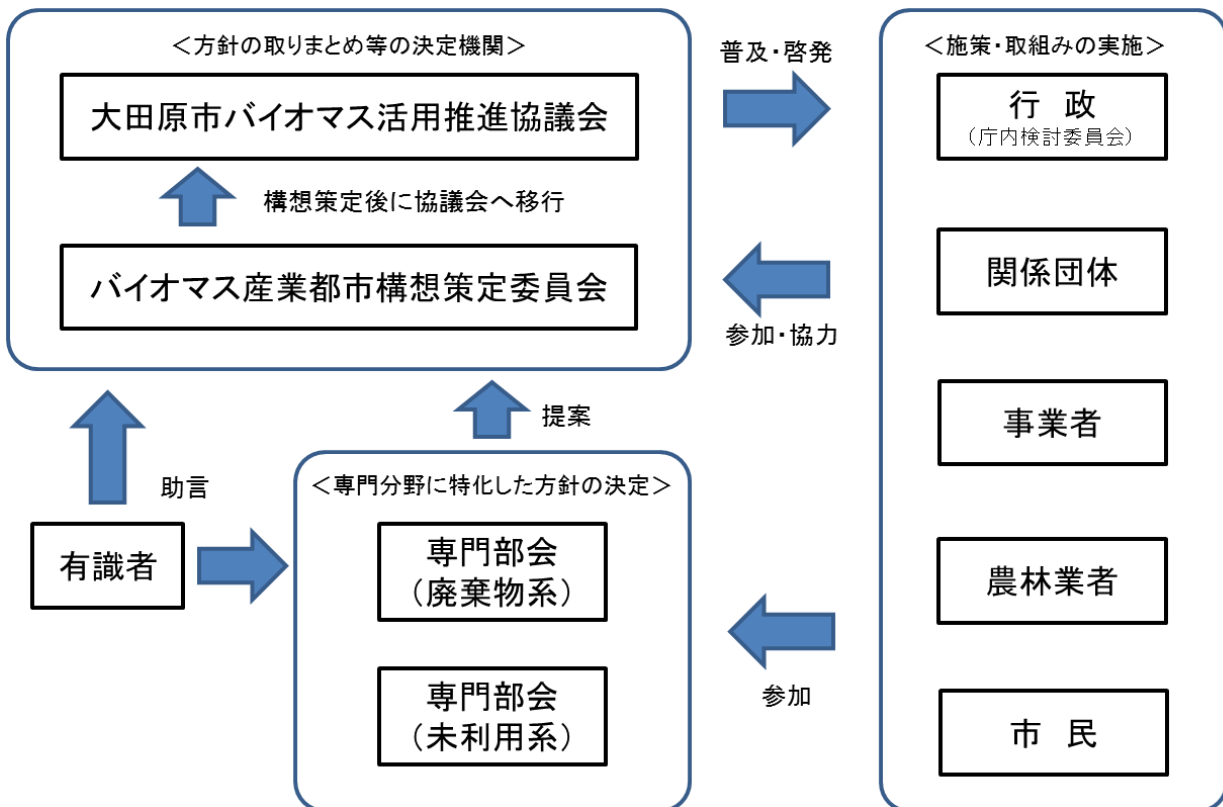 ＜方針の取りまとめ等の決定機関＞
大田原市バイオマス活用推進協議会
構想策定後に協議会へ移行
バイオマス産業都市構想策定委員会
普及・啓発
参加・協力
＜施策・取組みの実施＞
行　政
（庁内検討委員会）
関係団体
事業者
農林業者
市　民
助言
提案
有識者
＜専門分野に特化した方針の決定＞
専門部会
（廃棄物系）
専門部会
（未利用系）
参加